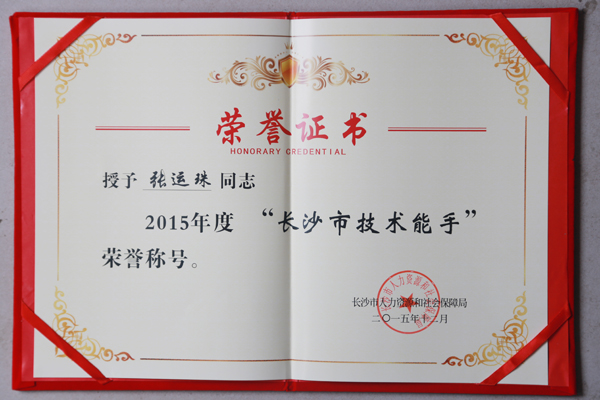 荣誉证书
HONORARY CREDENTIAL
授予 张运珠 同志
2015年度 “长沙市技术能手”
荣誉称号。
长沙市人力资源和社会保障局
二〇一五年十二月